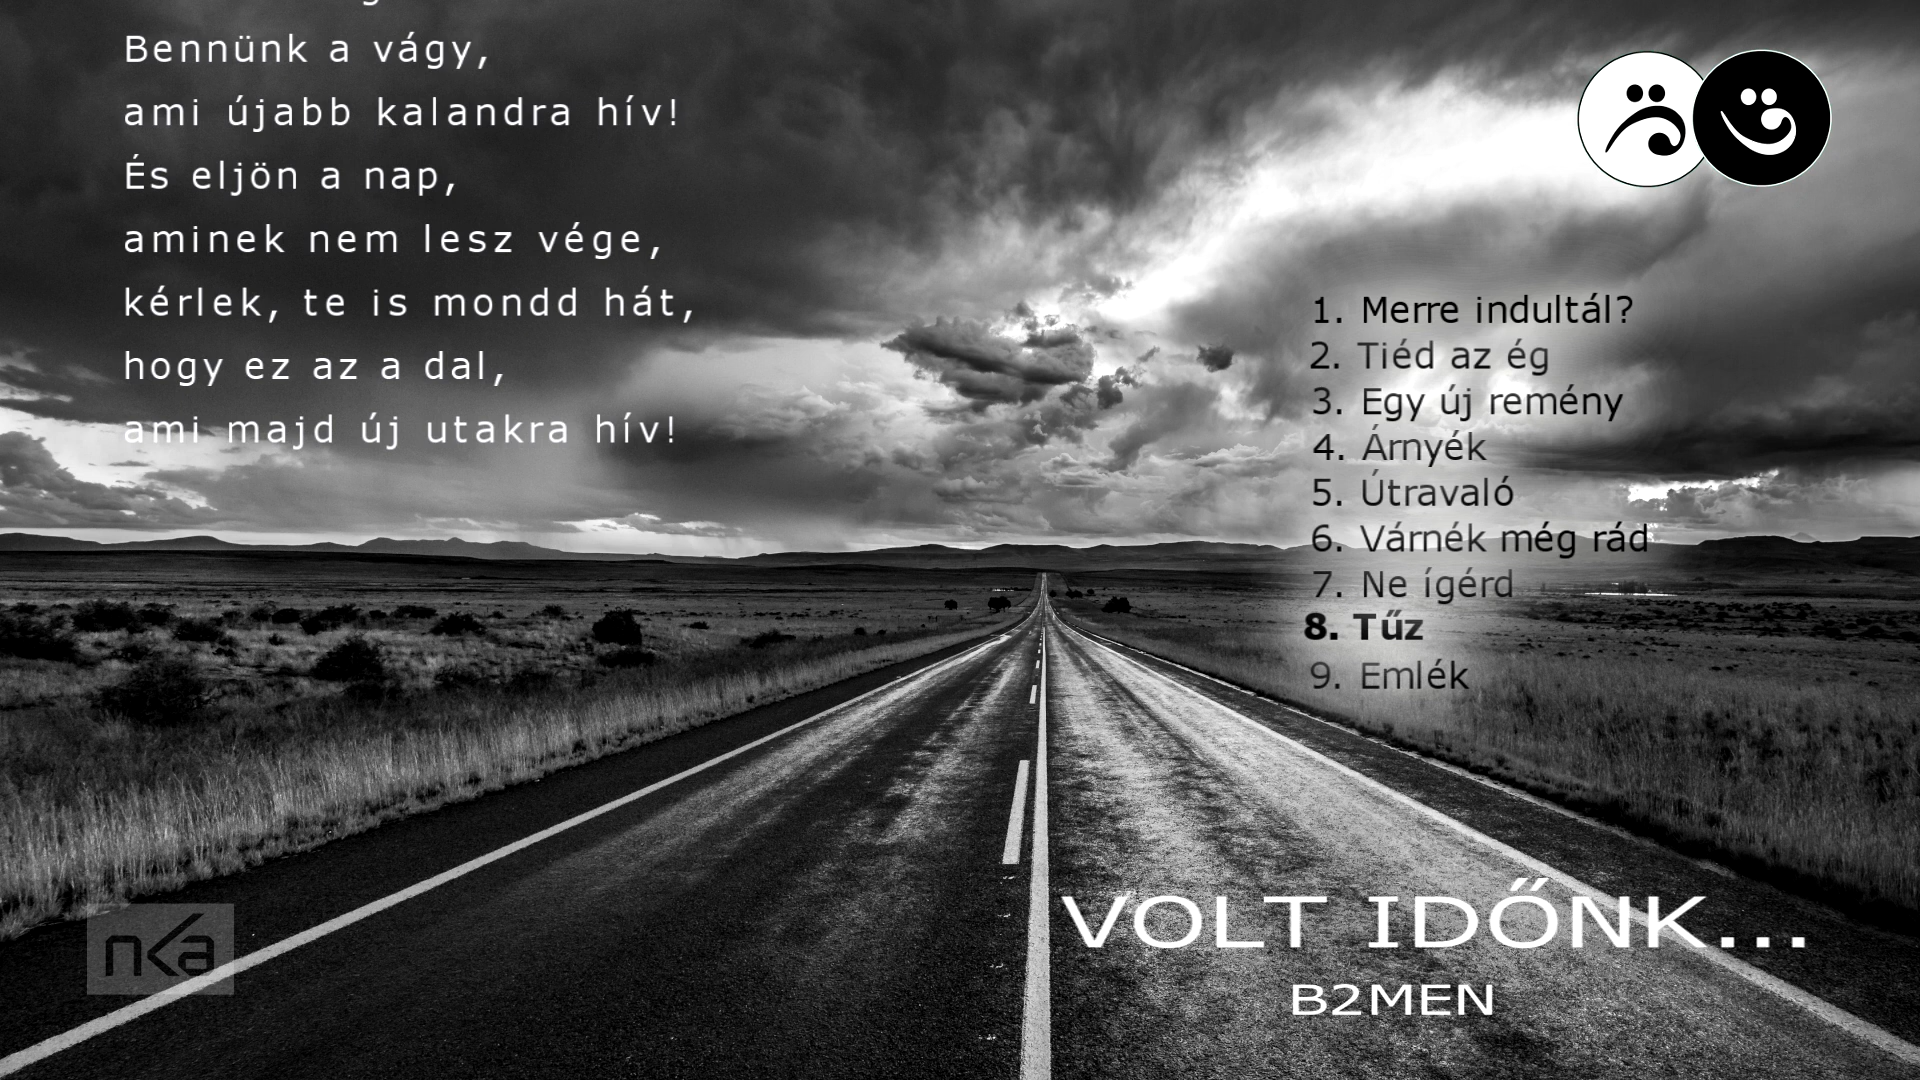 Bennünk a vágy,
ami újabb kalandra hív!
És eljön a nap,
aminek nem lesz vége,
kérlek, te is mondd hát,
hogy ez az a dal,
ami majd új utakra hív!
1. Merre indultál?
2. Tiéd az ég
3. Egy új remény
4. Árnyék
5. Útravaló
6. Várnék még rád
7. Ne ígérd
8. Tűz
9. Emlék
VOLT IDŐNK...
B2MEN
nka